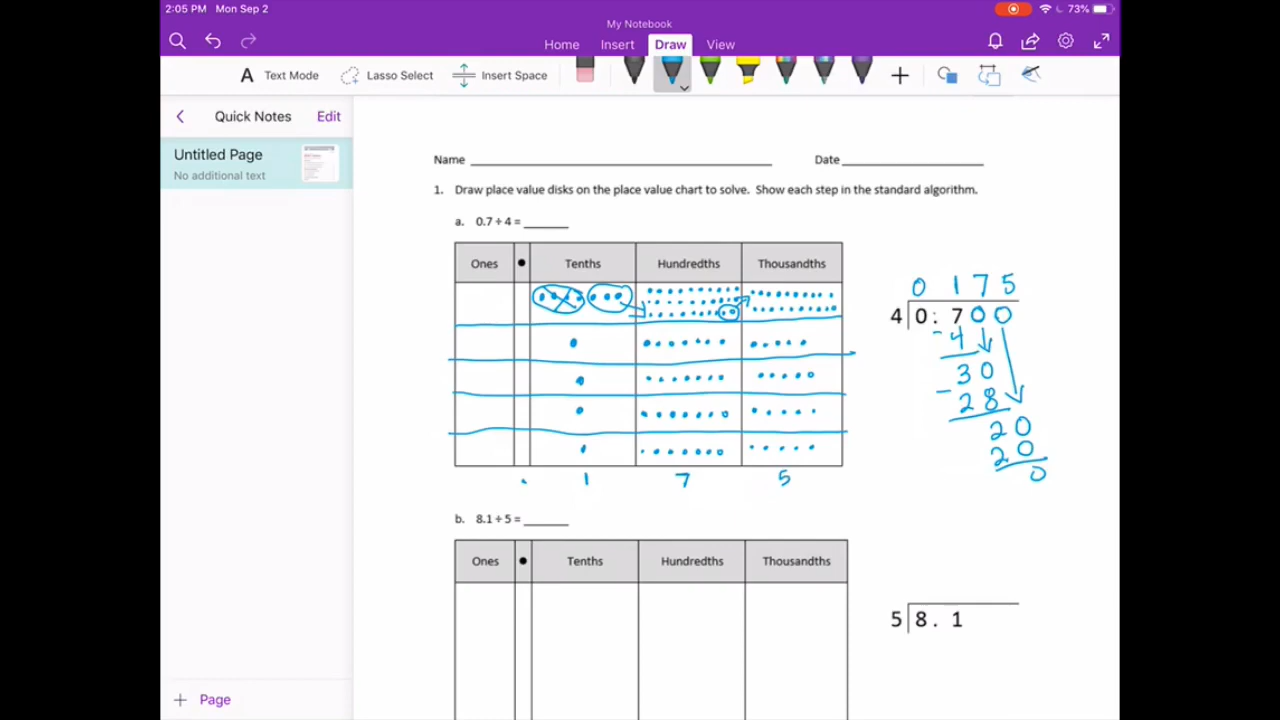 2:05 PM Mon Sep 2 73%
My Notebook
Home Insert Draw View
A Text Mode Lasso Select Insert Space
Quick Notes Edit
Untitled Page
No additional text
Name ____________ Date ____________
1. Draw place value disks on the place value chart to solve. Show each step in the standard algorithm.
a. 0.7 ÷ 4 = ______
Ones • Tenths Hundredths Thousandths
0 1 7 5
4 0. 7 0 0
- 4
3 0
- 2 8
2 0
2 0
0
. 1 7 5
b. 8.1 ÷ 5 = ______
Ones • Tenths Hundredths Thousandths
5 8. 1
+ Page